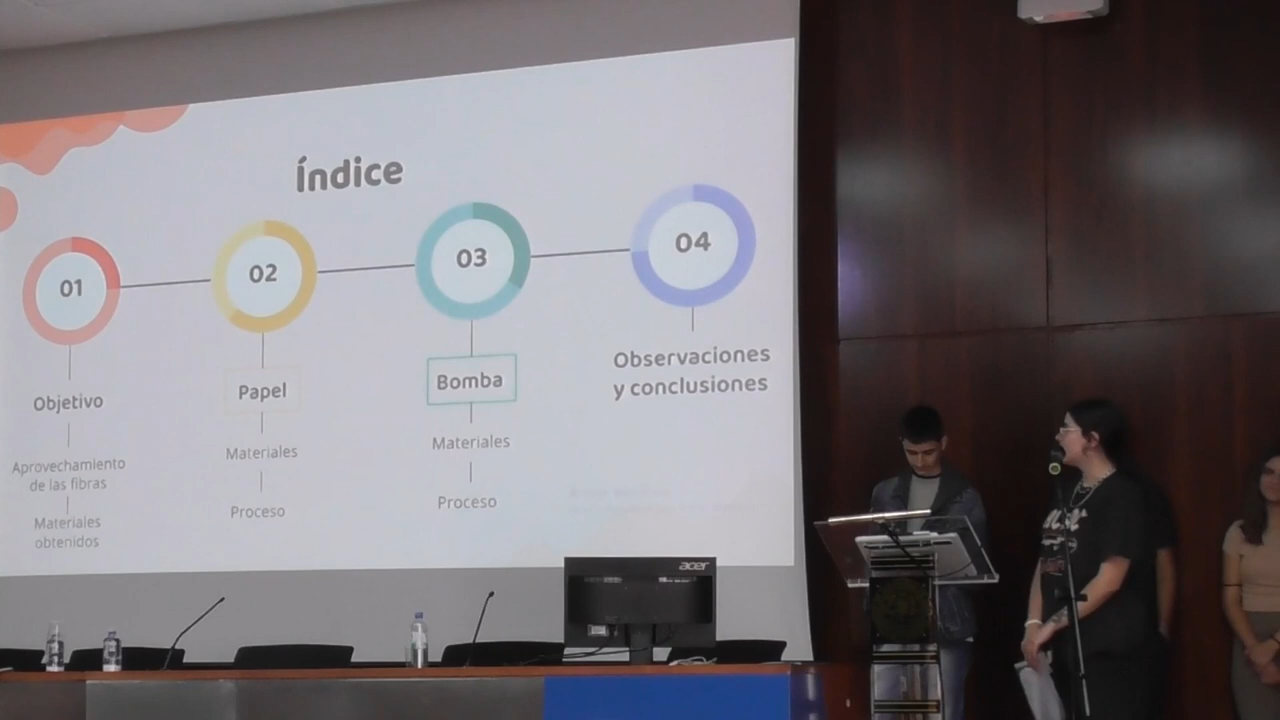 Índice
01
02
03
04
Objetivo
Aprovechamiento
de las fibras
Materiales
obtenidos
Papel
Materiales
Proceso
Bomba
Materiales
Proceso
Observaciones
y conclusiones
acer